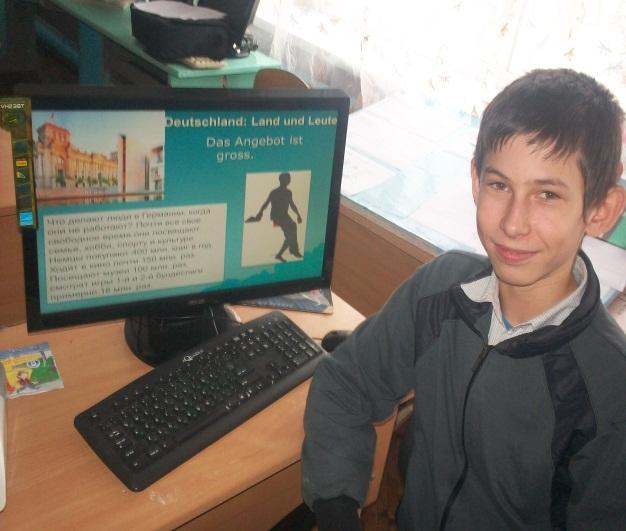 VH238T
Deutschland: Land und Leute
Das Angebot ist
gross.
Что делают люди в Германии, когда
они не работают? Почти все свое
свободное время они посвящают
семье, хобби, спорту и культуре.
Немцы покупают 400 млн. книг в год.
Ходят в кино почти 150 млн. раз.
Посещают музеи 100 млн. раз,
смотрят игры 1-й и 2-й бундеслиги
примерно 18 млн. раз.